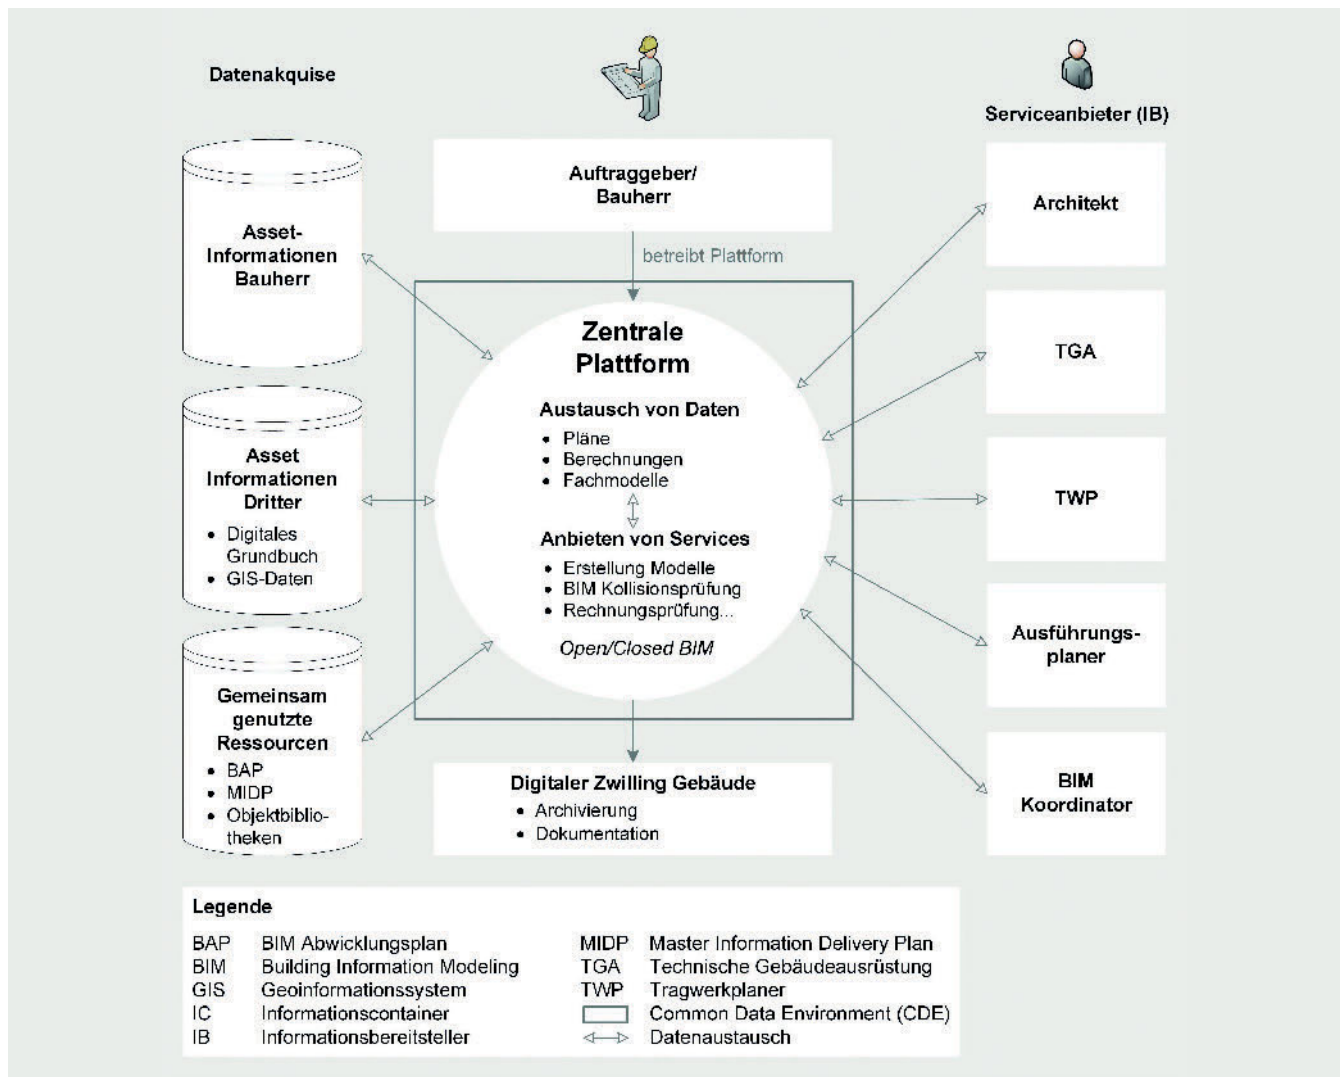 Datenakquise
Asset-
Informationen
Bauherr
Asset
Informationen
Dritter
• Digitales
Grundbuch
• GIS-Daten
Gemeinsam
genutzte
Ressourcen
• BAP
• MIDP
• Objektbiblio-
theken
Auftraggeber/
Bauherr
betreibt Plattform
Zentrale
Plattform
Austausch von Daten
• Pläne
• Berechnungen
• Fachmodelle
Anbieten von Services
• Erstellung Modelle
• BIM Kollisionsprüfung
• Rechnungsprüfung...
Open/Closed BIM
Digitaler Zwilling Gebäude
• Archivierung
• Dokumentation
Serviceanbieter (IB)
Architekt
TGA
TWP
Ausführungs-
planer
BIM
Koordinator
Legende
BAP BIM Abwicklungsplan
BIM Building Information Modeling
GIS Geoinformationssystem
IC Informationscontainer
IB Informationsbereitsteller
MIDP Master Information Delivery Plan
TGA Technische Gebäudeausrüstung
TWP Tragwerkplaner
Common Data Environment (CDE)
Datenaustausch